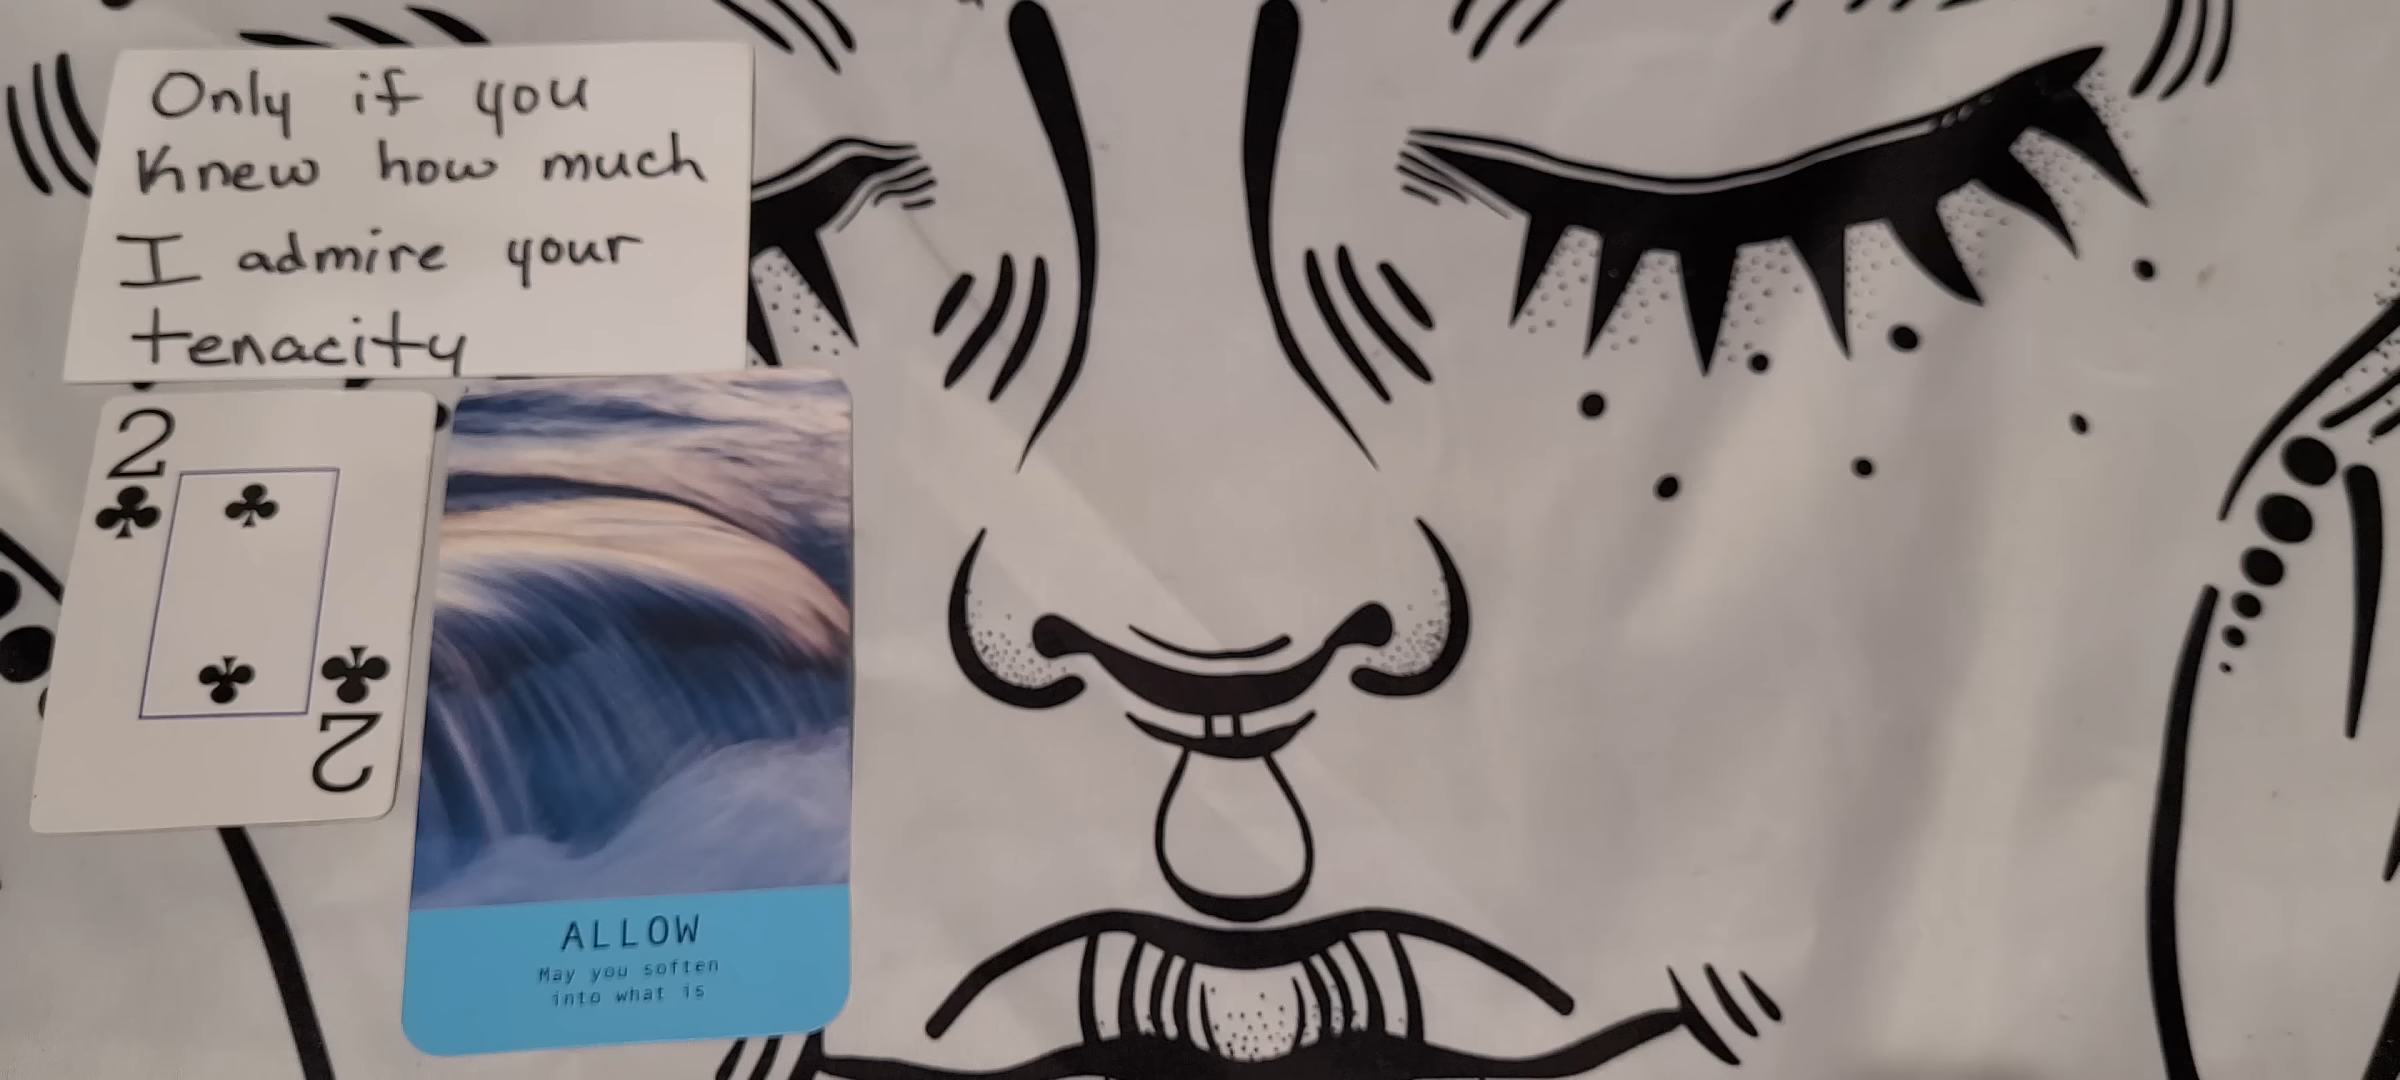 Only if you
Knew how much
I admire your
tenacity
2
2
ALLOW
May you soften
into what is